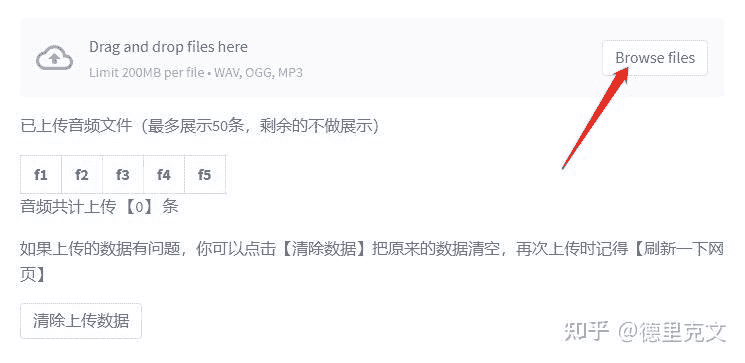 Drag and drop files here
Limit 200MB per file • WAV, OGG, MP3
Browse files
已上传音频文件（最多展示50条，剩余的不做展示）
f1 f2 f3 f4 f5
音频共计上传【0】条
如果上传的数据有问题，你可以点击【清除数据】把原来的数据清空，再次上传时记得【刷新一下网
页】
清除上传数据
知乎 @德里克文